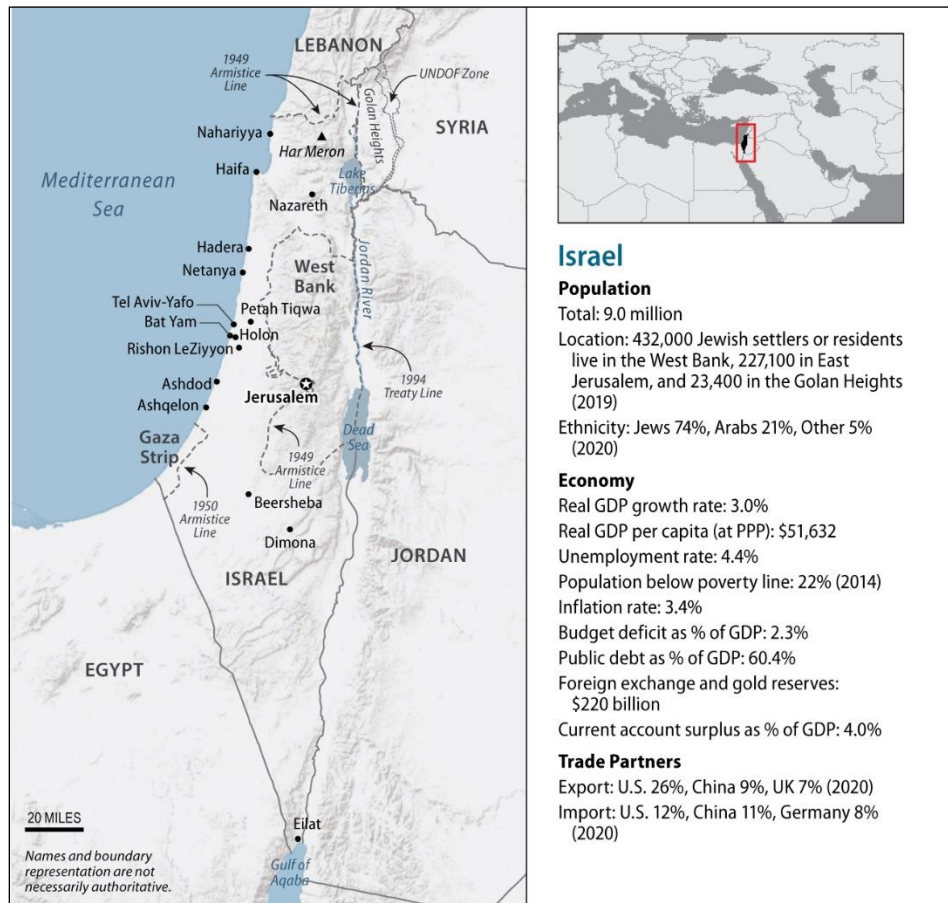 LEBANON
1949
Armistice
Line
UNDOF Zone
Golan Heights
SYRIA
Nahariyya
Har Meron
Haifa
Lake
Tiberias
Mediterranean
Sea
Nazareth
Jordan River
Hadera
West
Bank
Netanya
Tel Aviv-Yafo
Petah Tiqwa
Bat Yam
Holon
Rishon LeZiyyon
1994
Treaty Line
Ashdod
Jerusalem
Ashqelon
Gaza
Strip
Dead
Sea
1949
Armistice
Line
1950
Armistice
Line
Beersheba
Dimona
JORDAN
ISRAEL
EGYPT
20 MILES
Eilat
Names and boundary
representation are not
necessarily authoritative.
Gulf of
Aqaba
Israel
Population
Total: 9.0 million
Location: 432,000 Jewish settlers or residents
live in the West Bank, 227,100 in East
Jerusalem, and 23,400 in the Golan Heights
(2019)
Ethnicity: Jews 74%, Arabs 21%, Other 5%
(2020)
Economy
Real GDP growth rate: 3.0%
Real GDP per capita (at PPP): $51,632
Unemployment rate: 4.4%
Population below poverty line: 22% (2014)
Inflation rate: 3.4%
Budget deficit as % of GDP: 2.3%
Public debt as % of GDP: 60.4%
Foreign exchange and gold reserves:
$220 billion
Current account surplus as % of GDP: 4.0%
Trade Partners
Export: U.S. 26%, China 9%, UK 7% (2020)
Import: U.S. 12%, China 11%, Germany 8%
(2020)